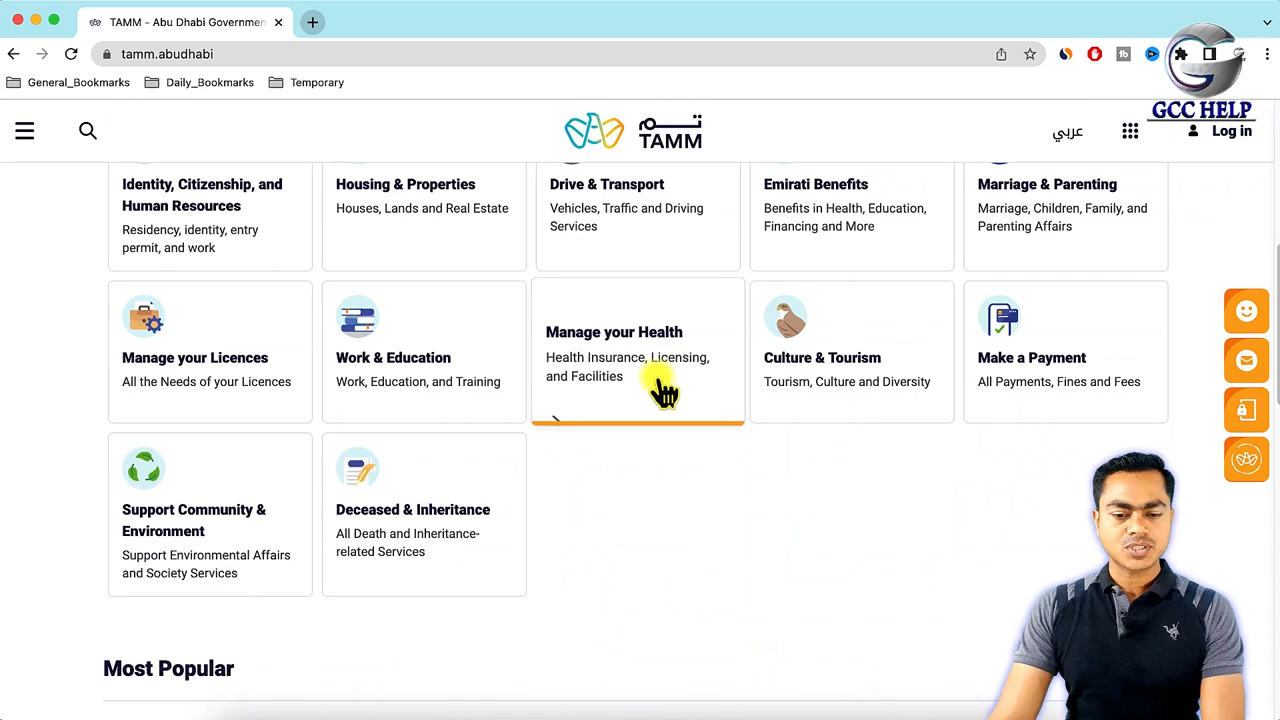 TAMM - Abu Dhabi Governmen
tamm.abudhabi
General_Bookmarks
Daily_Bookmarks
Temporary
GCC HELP
تـــم
TAMM
عربي
Log in
Identity, Citizenship, and
Human Resources
Residency, identity, entry
permit, and work
Housing & Properties
Houses, Lands and Real Estate
Drive & Transport
Vehicles, Traffic and Driving
Services
Emirati Benefits
Benefits in Health, Education,
Financing and More
Marriage & Parenting
Marriage, Children, Family, and
Parenting Affairs
Manage your Licences
All the Needs of your Licences
Work & Education
Work, Education, and Training
Manage your Health
Health Insurance, Licensing,
and Facilities
Culture & Tourism
Tourism, Culture and Diversity
Make a Payment
All Payments, Fines and Fees
Support Community &
Environment
Support Environmental Affairs
and Society Services
Deceased & Inheritance
All Death and Inheritance-
related Services
Most Popular